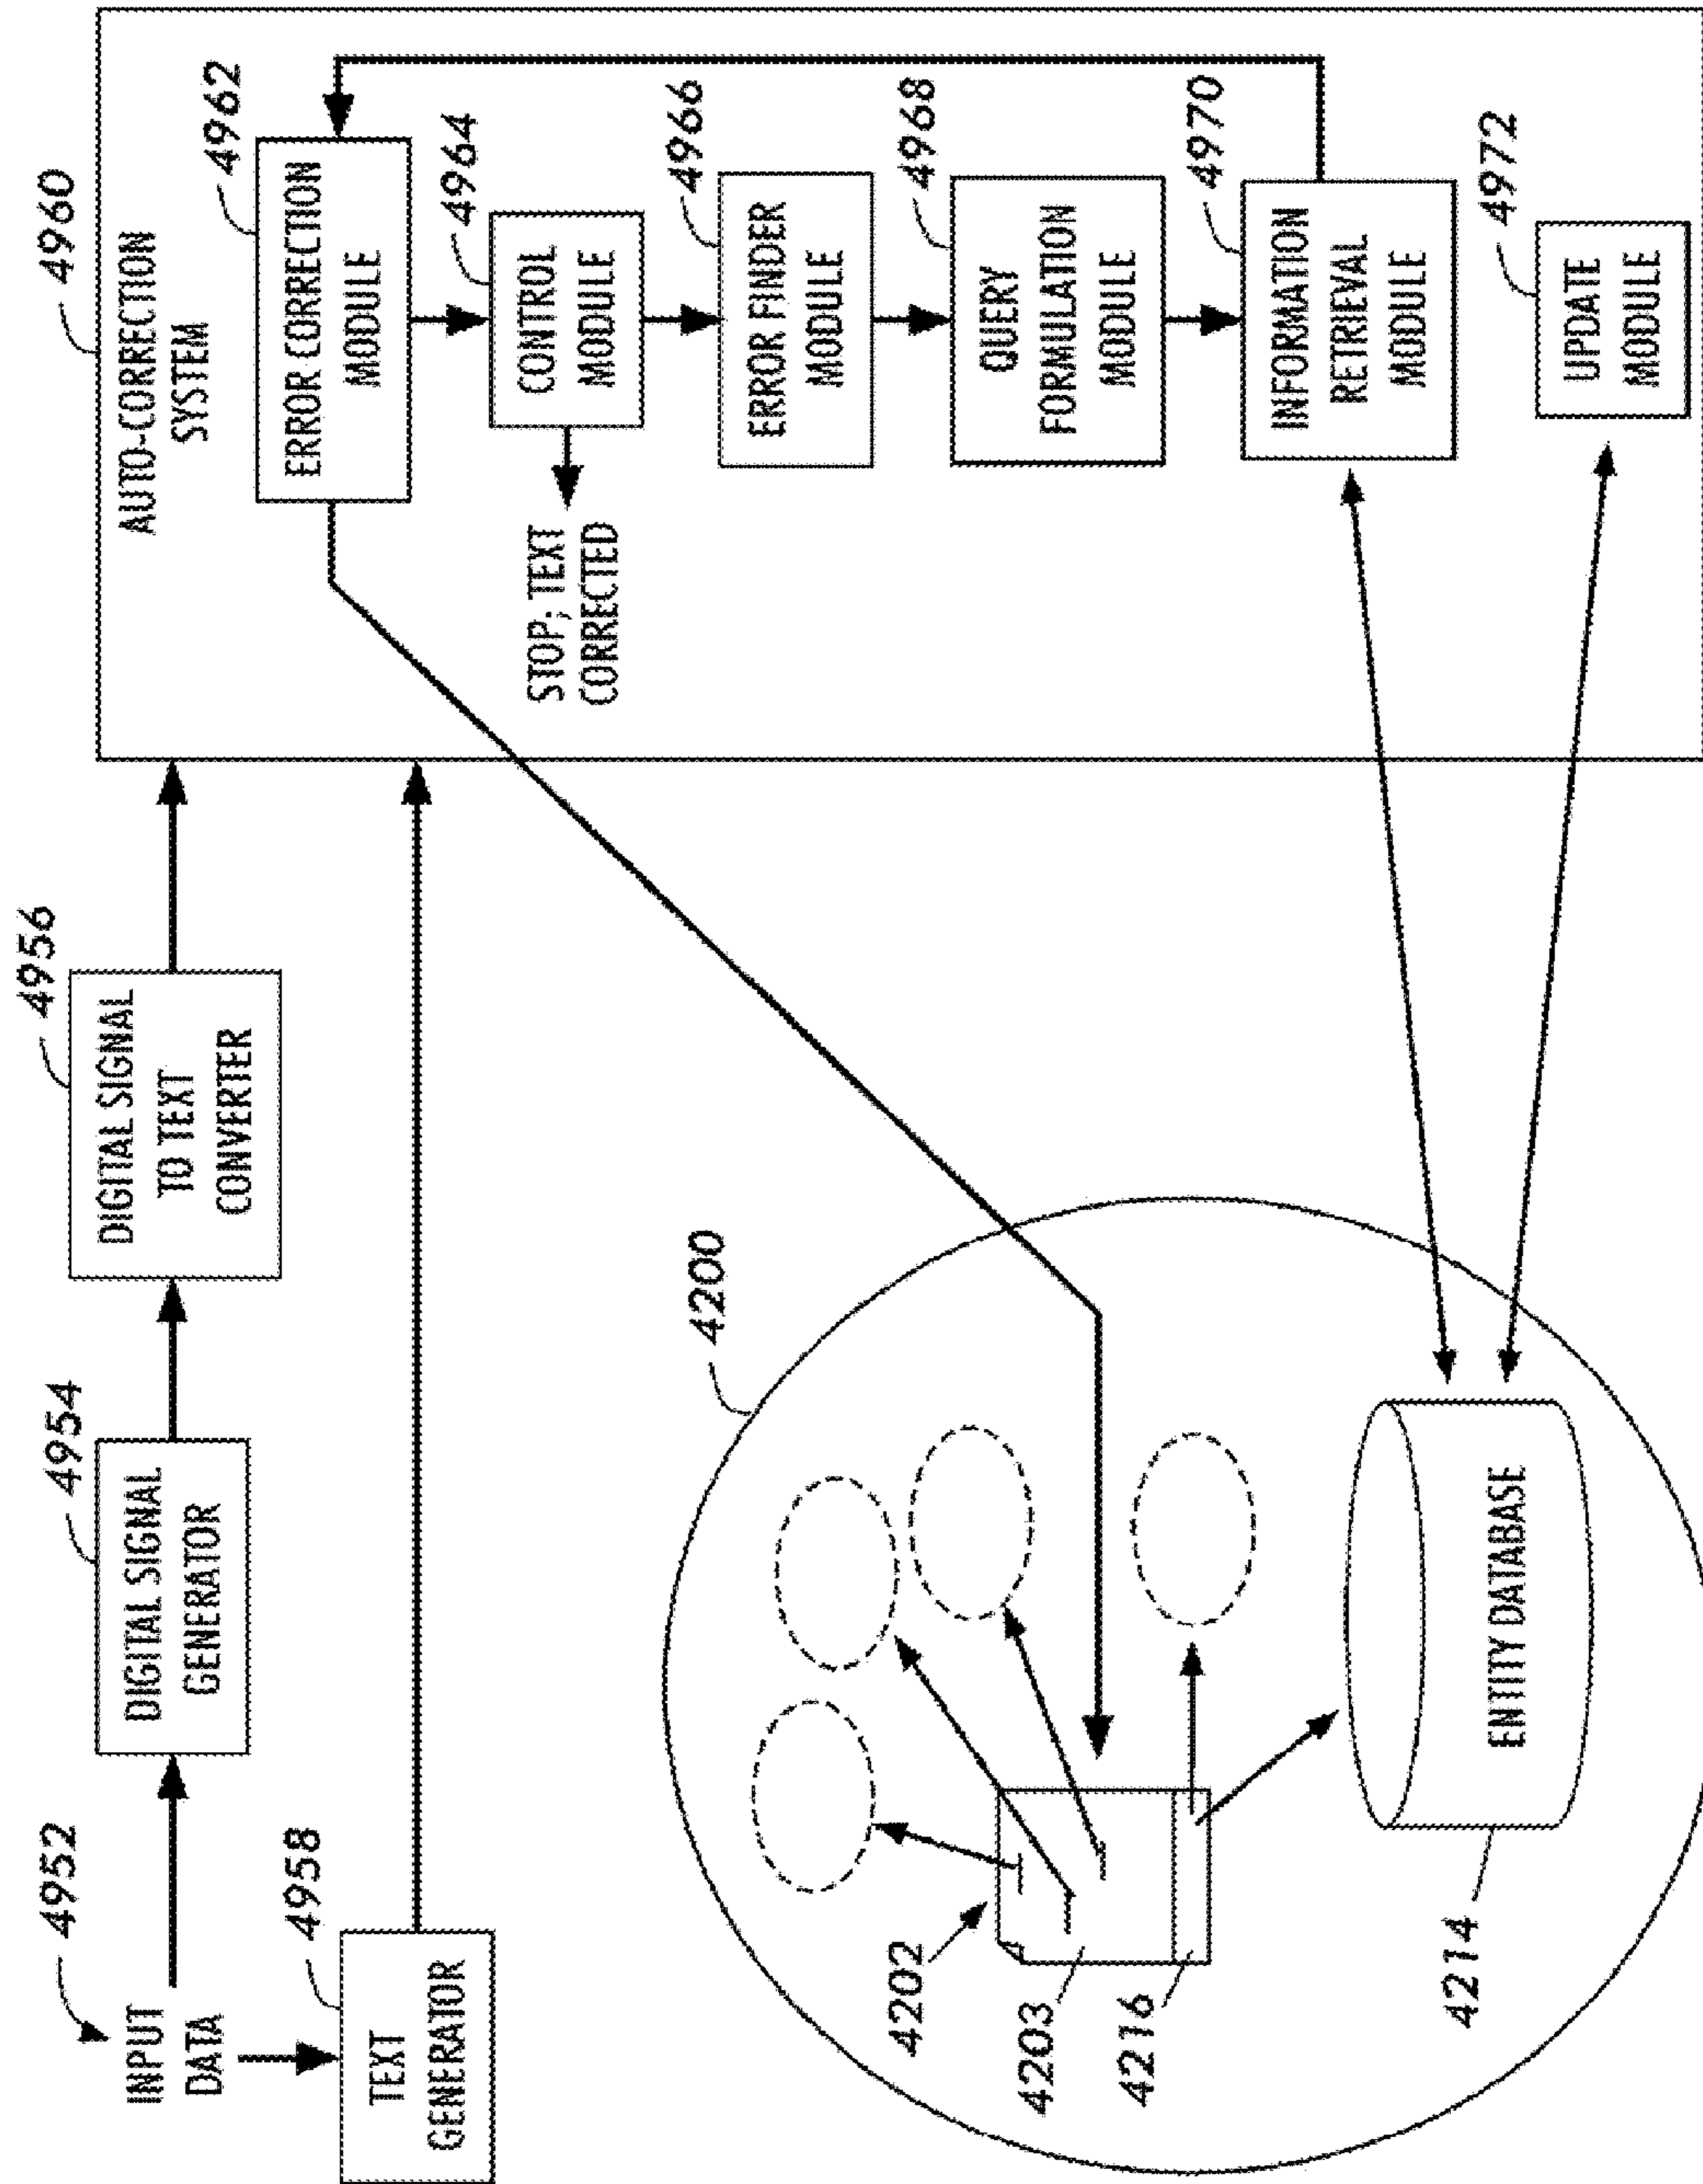 4952
INPUT
DATA
4954
DIGITAL SIGNAL
GENERATOR
4956
DIGITAL SIGNAL
TO TEXT
CONVERTER
4958
TEXT
GENERATOR
4960
AUTO-CORRECTION
SYSTEM
4962
ERROR CORRECTION
MODULE
4964
CONTROL
MODULE
STOP; TEXT
CORRECTED
4966
ERROR FINDER
MODULE
4968
QUERY
FORMULATION
MODULE
4970
INFORMATION
RETRIEVAL
MODULE
4972
UPDATE
MODULE
4200
4202
4203
4216
4214
ENTITY DATABASE